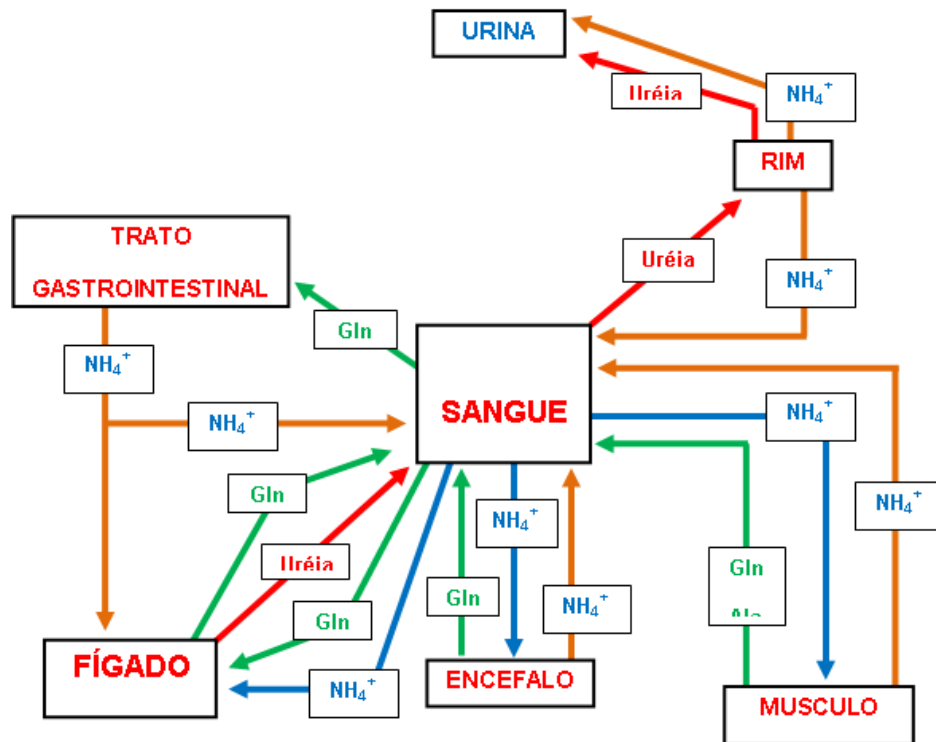 URINA
Uréia
NH₄⁺
RIM
TRATO
GASTROINTESTINAL
Uréia
NH₄⁺
Gln
NH₄⁺
SANGUE
NH₄⁺
NH₄⁺
Gln
NH₄⁺
NH₄⁺
Uréia
Gln
Gln
NH₄⁺
Gln
Ala
FÍGADO
NH₄⁺
ENCEFALO
MUSCULO